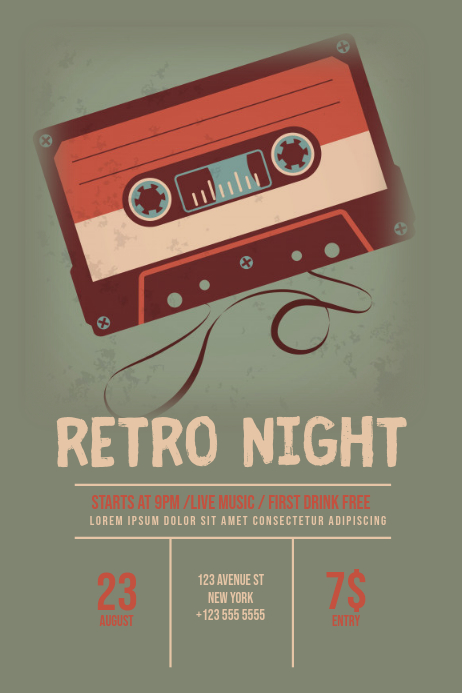 RETRO NIGHT
STARTS AT 9PM /LIVE MUSIC / FIRST DRINK FREE
LOREM IPSUM DOLOR SIT AMET CONSECTETUR ADIPISCING
23
AUGUST
123 AVENUE ST
NEW YORK
+123 555 5555
7$
ENTRY